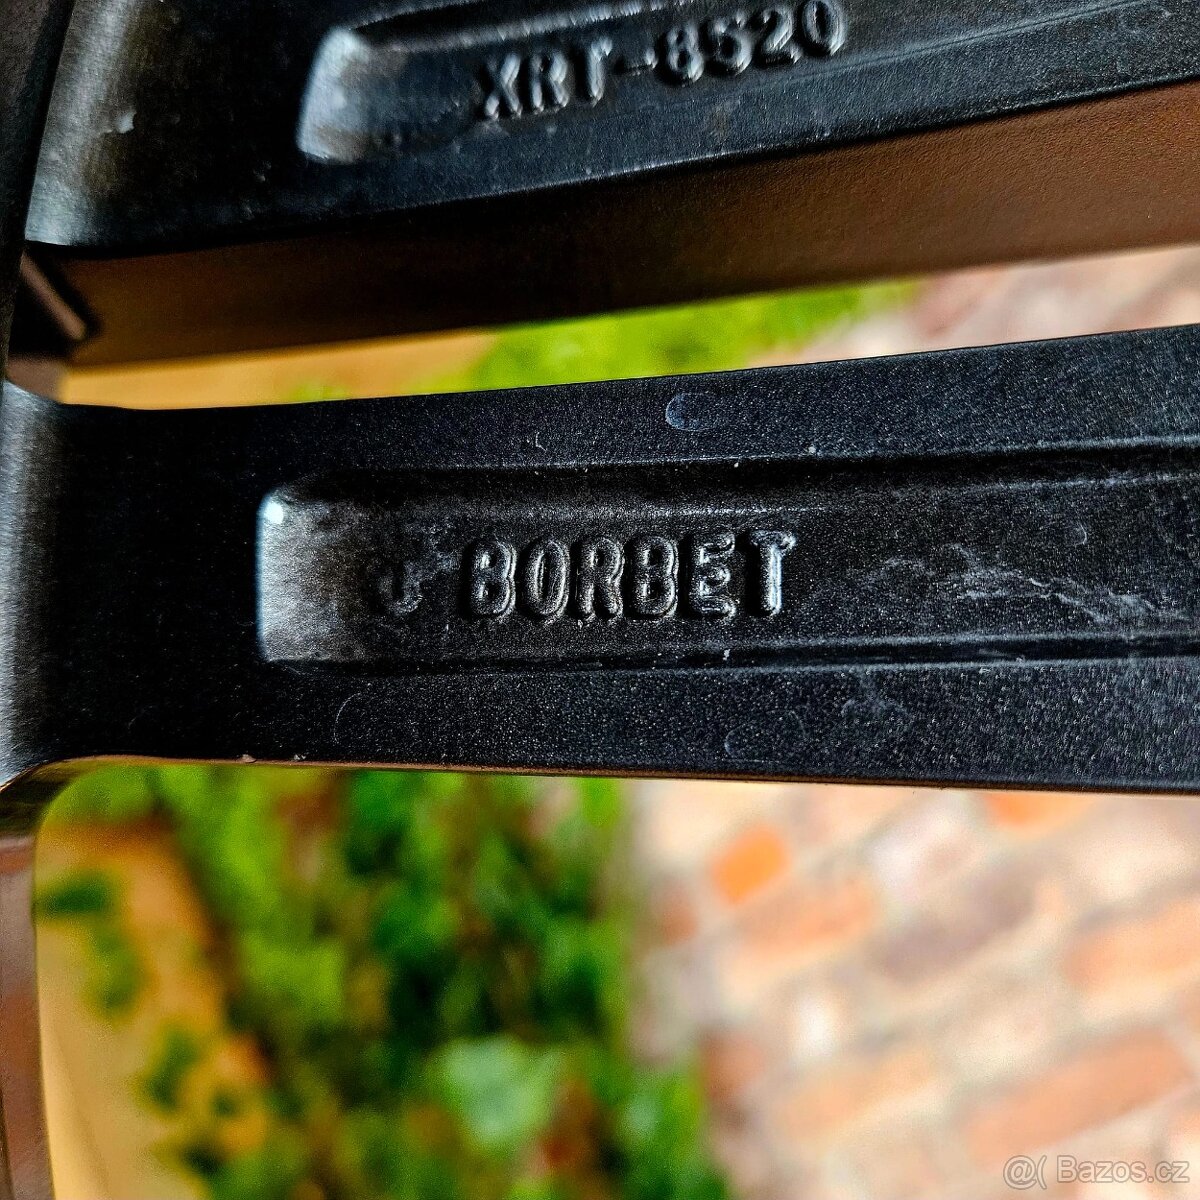 XRT-8520
BORBET
@( Bazos.cz